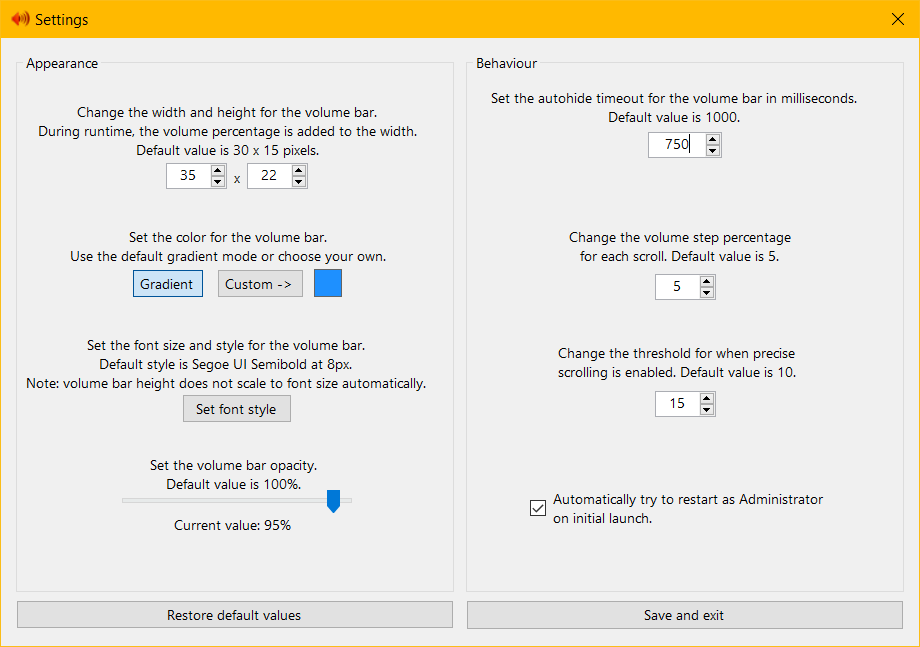 Settings
Appearance
Change the width and height for the volume bar.
During runtime, the volume percentage is added to the width.
Default value is 30 x 15 pixels.
35 x 22
Set the color for the volume bar.
Use the default gradient mode or choose your own.
Gradient Custom ->
Set the font size and style for the volume bar.
Default style is Segoe UI Semibold at 8px.
Note: volume bar height does not scale to font size automatically.
Set font style
Set the volume bar opacity.
Default value is 100%.
Current value: 95%
Restore default values
Behaviour
Set the autohide timeout for the volume bar in milliseconds.
Default value is 1000.
750
Change the volume step percentage
for each scroll. Default value is 5.
5
Change the threshold for when precise
scrolling is enabled. Default value is 10.
15
Automatically try to restart as Administrator
on initial launch.
Save and exit